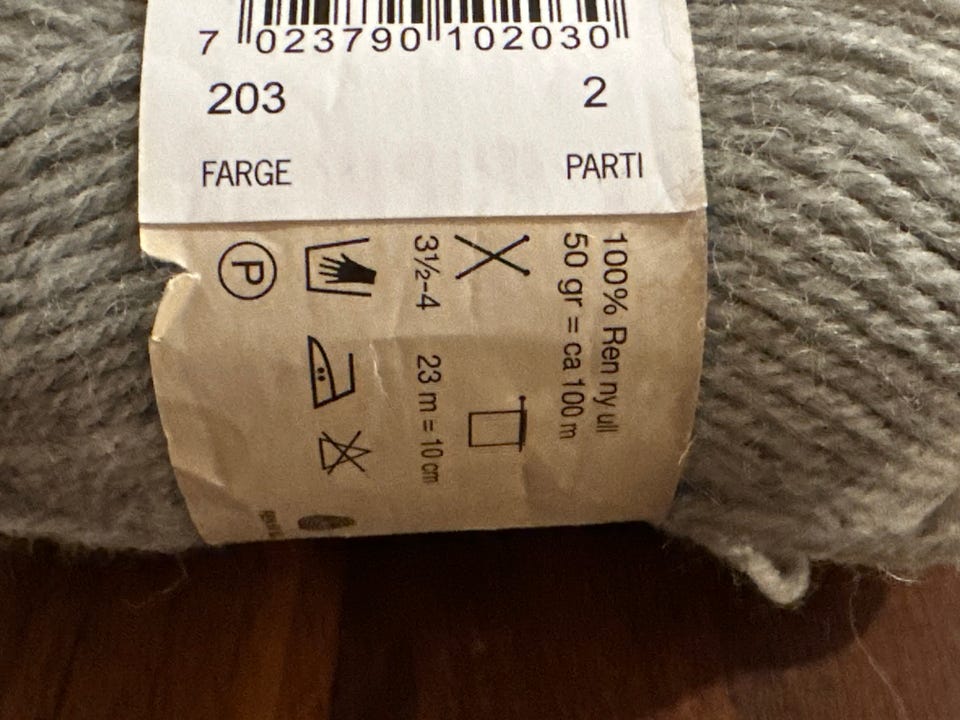 7 023790 102030
203 2
FARGE PARTI
100% Ren ny ull
50 gr = ca 100 m
3½-4 23 m = 10 cm
P